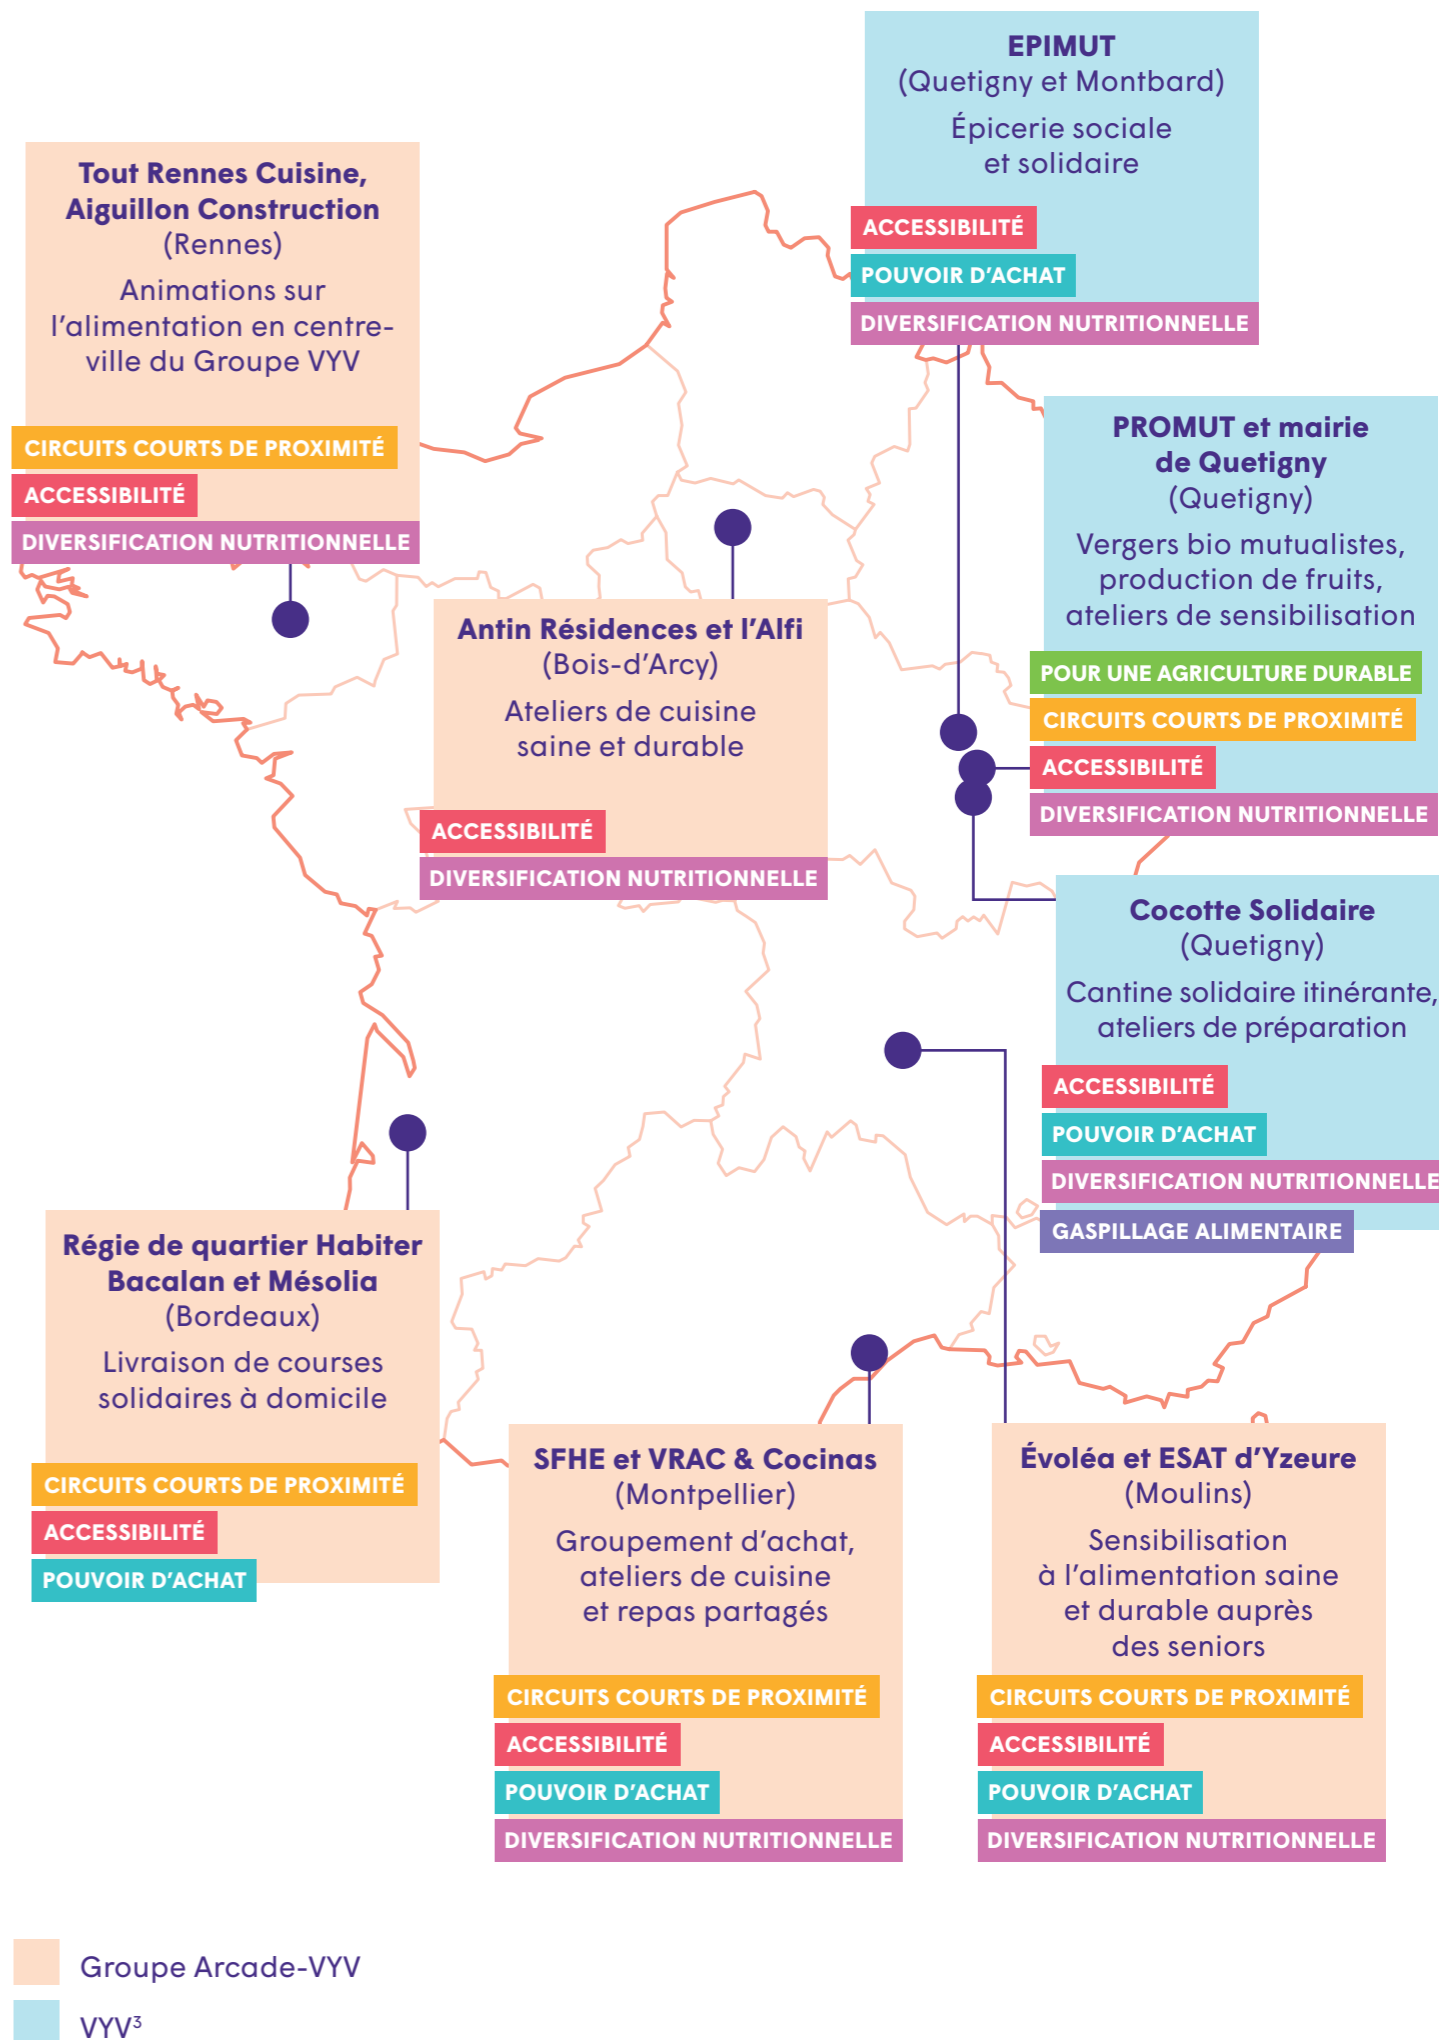 EPIMUT
(Quetigny et Montbard)
Épicerie sociale
et solidaire
ACCESSIBILITÉ
POUVOIR D’ACHAT
DIVERSIFICATION NUTRITIONNELLE
Tout Rennes Cuisine,
Aiguillon Construction
(Rennes)
Animations sur
l’alimentation en centre-
ville du Groupe VYV
CIRCUITS COURTS DE PROXIMITÉ
ACCESSIBILITÉ
DIVERSIFICATION NUTRITIONNELLE
PROMUT et mairie
de Quetigny
(Quetigny)
Vergers bio mutualistes,
production de fruits,
ateliers de sensibilisation
POUR UNE AGRICULTURE DURABLE
CIRCUITS COURTS DE PROXIMITÉ
ACCESSIBILITÉ
DIVERSIFICATION NUTRITIONNELLE
Antin Résidences et l’Alfi
(Bois-d’Arcy)
Ateliers de cuisine
saine et durable
ACCESSIBILITÉ
DIVERSIFICATION NUTRITIONNELLE
Cocotte Solidaire
(Quetigny)
Cantine solidaire itinérante,
ateliers de préparation
ACCESSIBILITÉ
POUVOIR D’ACHAT
DIVERSIFICATION NUTRITIONNELLE
GASPILLAGE ALIMENTAIRE
Régie de quartier Habiter
Bacalan et Mésolia
(Bordeaux)
Livraison de courses
solidaires à domicile
CIRCUITS COURTS DE PROXIMITÉ
ACCESSIBILITÉ
POUVOIR D’ACHAT
SFHE et VRAC & Cocinas
(Montpellier)
Groupement d’achat,
ateliers de cuisine
et repas partagés
CIRCUITS COURTS DE PROXIMITÉ
ACCESSIBILITÉ
POUVOIR D’ACHAT
DIVERSIFICATION NUTRITIONNELLE
Évoléa et ESAT d’Yzeure
(Moulins)
Sensibilisation
à l’alimentation saine
et durable auprès
des seniors
CIRCUITS COURTS DE PROXIMITÉ
ACCESSIBILITÉ
POUVOIR D’ACHAT
DIVERSIFICATION NUTRITIONNELLE
Groupe Arcade-VYV
VYV³